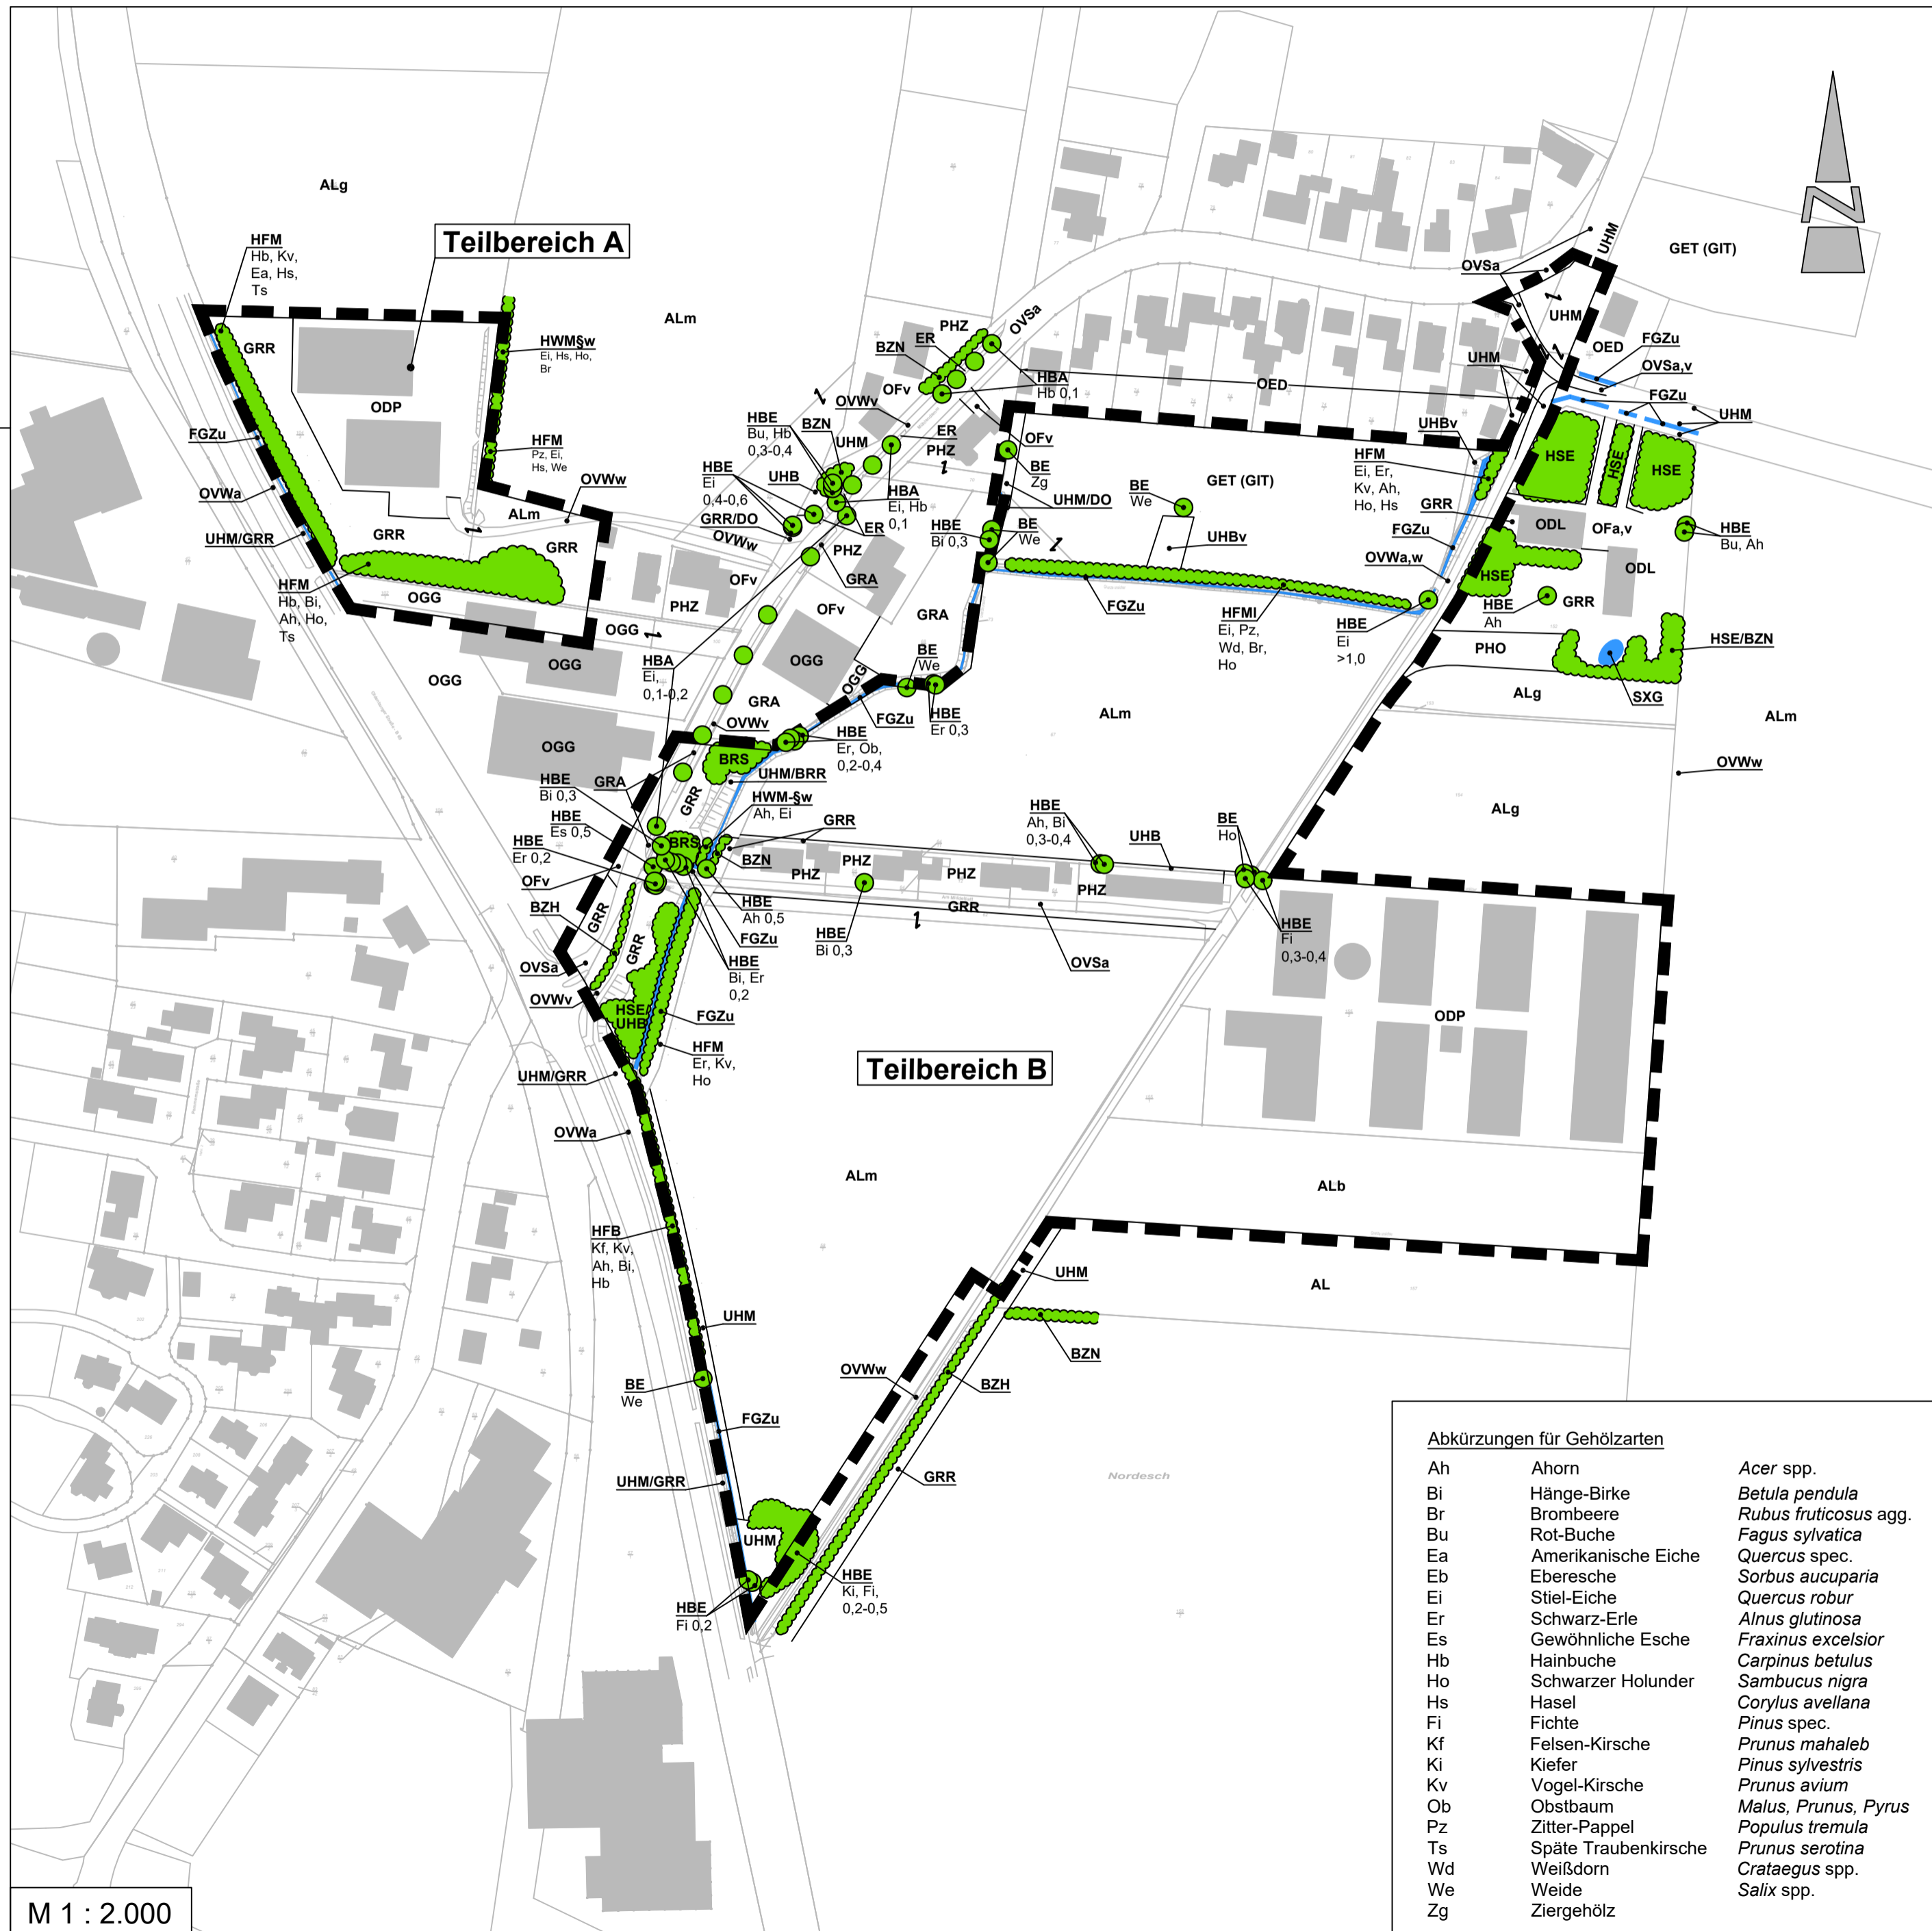 ALg
Teilbereich A
HFM
Hb, Kv,
Ea, Hs,
Ts
GRR
ODP
ALm
HWM§w
Ei, Hs, Ho,
Br
HFM
Pz, Ei,
Hs, We
FGZu
OVWa
UHM/GRR
OVWw
ALm
GRR
GRR
OGG
HFM
Hb, Bi,
Ah, Ho,
Ts
OGG
OGG
OGG
OGG
PHZ
OFv
OVWw
GRR/DO
UHB
HBE
Ei
0,4-0,6
HBE
Bu, Hb
0,3-0,4
BZN
UHM
OVWv
OFv
BZN
ER
PHZ
OVSa
HBA
Hb 0,1
ER
PHZ
OFv
HBA
Ei, Hb
0,1
ER
PHZ
GRA
OFv
OGG
OGG
GRA
GRA
HBA
Ei,
0,1-0,2
OVWv
BE
Zg
UHM/DO
BE
We
HBE
Bi 0,3
BE
We
GET (GIT)
UHBv
FGZu
HFMI
Ei, Pz,
Wd, Br,
Ho
HBE
Ei
>1,0
OED
OVSa
UHM
GET (GIT)
UHM
OED
UHM
FGZu
OVSa,v
FGZu
UHM
UHBv
HFM
Ei, Er,
Kv, Ah,
Ho, Hs
GRR
FGZu
OVWa,w
HSE
HSE
HSE
ODL
OFa,v
HBE
Bu, Ah
ODL
HSE
HBE
Ah
GRR
PHO
HSE/BZN
SXG
ALg
ALm
OVWw
ALg
BE
We
FGZu
HBE
Er 0,3
ALm
HBE
Er, Ob,
0,2-0,4
BRS
UHM/BRR
GRA
GRR
HWM-§w
Ah, Ei
HBE
Bi 0,3
HBE
Es 0,5
HBE
Er 0,2
OFv
BZH
BRS
GRR
BZN
PHZ
PHZ
PHZ
PHZ
GRR
HBE
Ah, Bi
0,3-0,4
UHB
BE
Ho
HBE
Ah 0,5
FGZu
HBE
Bi, Er
0,2
HBE
Bi 0,3
OVSa
HBE
Fi
0,3-0,4
ODP
GRR
GRR
OVSa
OVWv
HSE/
UHB
FGZu
HFM
Er, Kv,
Ho
UHM/GRR
OVWa
Teilbereich B
ALm
ALb
HFB
Kf, Kv,
Ah, Bi,
Hb
UHM
UHM
AL
BZN
BZH
OVWw
BE
We
FGZu
UHM/GRR
GRR
Nordesch
UHM
HBE
Ki, Fi,
0,2-0,5
HBE
Fi 0,2
Abkürzungen für Gehölzarten
Ah Ahorn Acer spp.
Bi Hänge-Birke Betula pendula
Br Brombeere Rubus fruticosus agg.
Bu Rot-Buche Fagus sylvatica
Ea Amerikanische Eiche Quercus spec.
Eb Eberesche Sorbus aucuparia
Ei Stiel-Eiche Quercus robur
Er Schwarz-Erle Alnus glutinosa
Es Gewöhnliche Esche Fraxinus excelsior
Hb Hainbuche Carpinus betulus
Ho Schwarzer Holunder Sambucus nigra
Hs Hasel Corylus avellana
Fi Fichte Pinus spec.
Kf Felsen-Kirsche Prunus mahaleb
Ki Kiefer Pinus sylvestris
Kv Vogel-Kirsche Prunus avium
Ob Obstbaum Malus, Prunus, Pyrus
Pz Zitter-Pappel Populus tremula
Ts Späte Traubenkirsche Prunus serotina
Wd Weißdorn Crataegus spp.
We Weide Salix spp.
Zg Ziergehölz
M 1 : 2.000
N